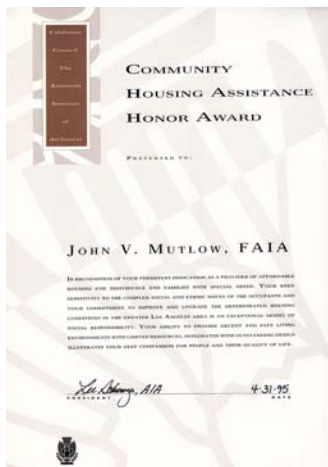 California
Council
The
American
Institute
of
Architects
COMMUNITY
HOUSING ASSISTANCE
HONOR AWARD
PRESENTED TO:
JOHN V. MUTLOW, FAIA
IN RECOGNITION OF YOUR PERSISTENT DEDICATION AS A PROVIDER OF AFFORDABLE
HOUSING FOR INDIVIDUALS AND FAMILIES WITH SPECIAL NEEDS. YOUR KEEN
SENSITIVITY TO THE COMPLEX SOCIAL AND ETHNIC ISSUES OF THE OCCUPANTS AND
YOUR COMMITMENT TO IMPROVE AND UPGRADE THE DETERIORATED HOUSING
CONDITIONS IN THE GREATER LOS ANGELES AREA IS AN EXCEPTIONAL MODEL OF
SOCIAL RESPONSIBILITY. YOUR ABILITY TO PROVIDE DECENT AND SAFE LIVING
ENVIRONMENTS WITH LIMITED RESOURCES, INTEGRATED WITH OUTSTANDING DESIGN
ILLUSTRATES YOUR DEEP COMPASSION FOR PEOPLE AND THEIR QUALITY OF LIFE.
Lee AIA 4·31·95
PRESIDENT DATE